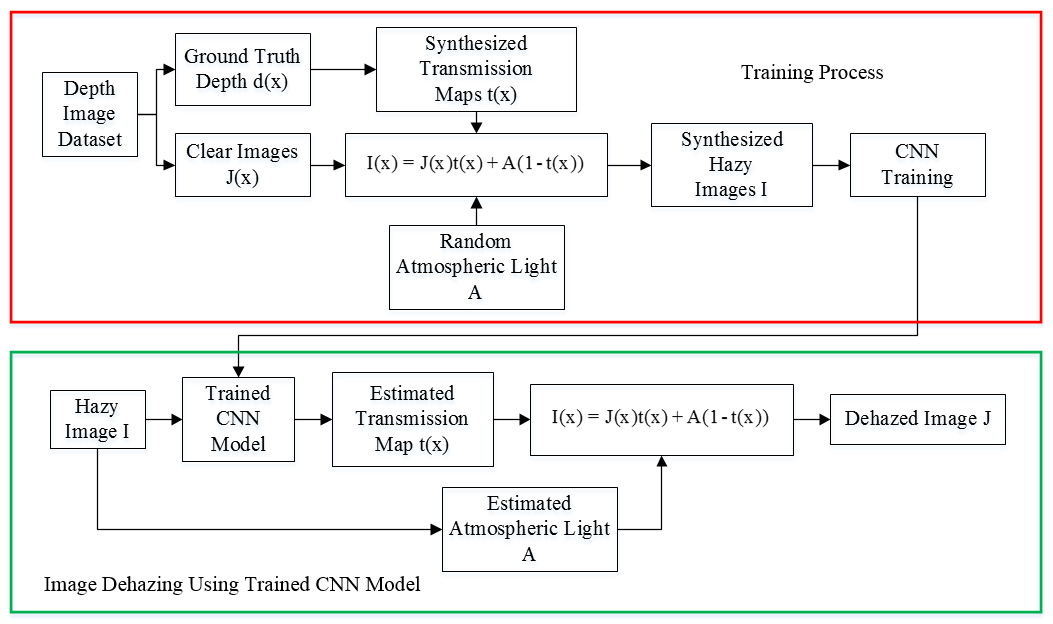 Depth
Image
Dataset
Ground Truth
Depth d(x)
Clear Images
J(x)
Synthesized
Transmission
Maps t(x)
I(x) = J(x)t(x) + A(1 - t(x))
Random
Atmospheric Light
A
Synthesized
Hazy
Images I
CNN
Training
Training Process
Hazy
Image I
Trained
CNN
Model
Estimated
Transmission
Map t(x)
I(x) = J(x)t(x) + A(1 - t(x))
Dehazed Image J
Estimated
Atmospheric Light
A
Image Dehazing Using Trained CNN Model